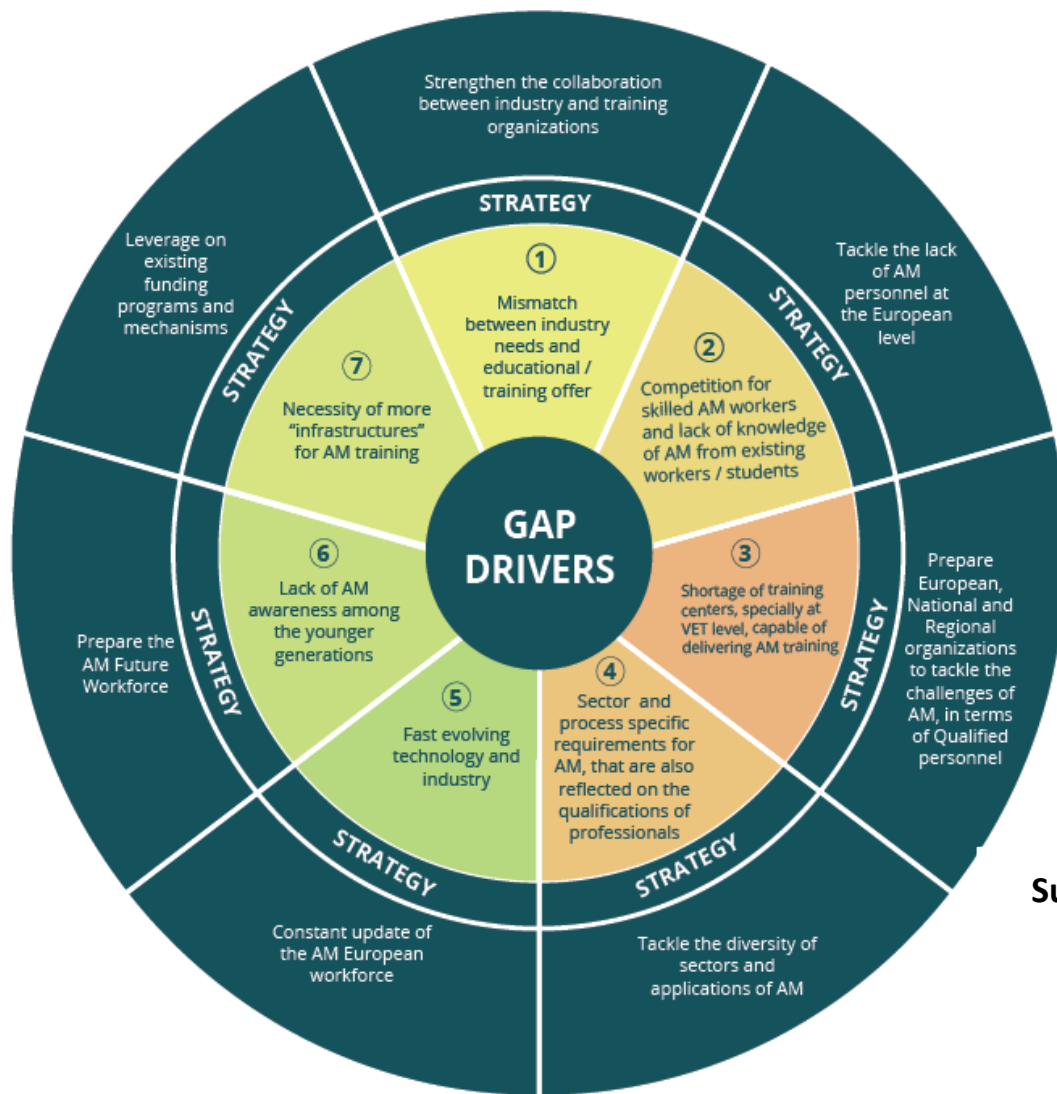 GAP
DRIVERS
①
Mismatch
between industry
needs and
educational /
training offer
STRATEGY
Strengthen the collaboration
between industry and training
organizations
②
Competition for
skilled AM workers
and lack of knowledge
of AM from existing
workers / students
STRATEGY
Tackle the lack
of AM
personnel at
the European
level
③
Shortage of training
centers, specially at
VET level, capable of
delivering AM training
STRATEGY
Prepare
European,
National and
Regional
organizations
to tackle the
challenges of
AM, in terms
of Qualified
personnel
④
Sector and
process specific
requirements for
AM, that are also
reflected on the
qualifications of
professionals
STRATEGY
Tackle the diversity of
sectors and
applications of AM
⑤
Fast evolving
technology and
industry
STRATEGY
Constant update of
the AM European
workforce
⑥
Lack of AM
awareness among
the younger
generations
STRATEGY
Prepare the
AM Future
Workforce
⑦
Necessity of more
“infrastructures”
for AM training
STRATEGY
Leverage on
existing
funding
programs and
mechanisms